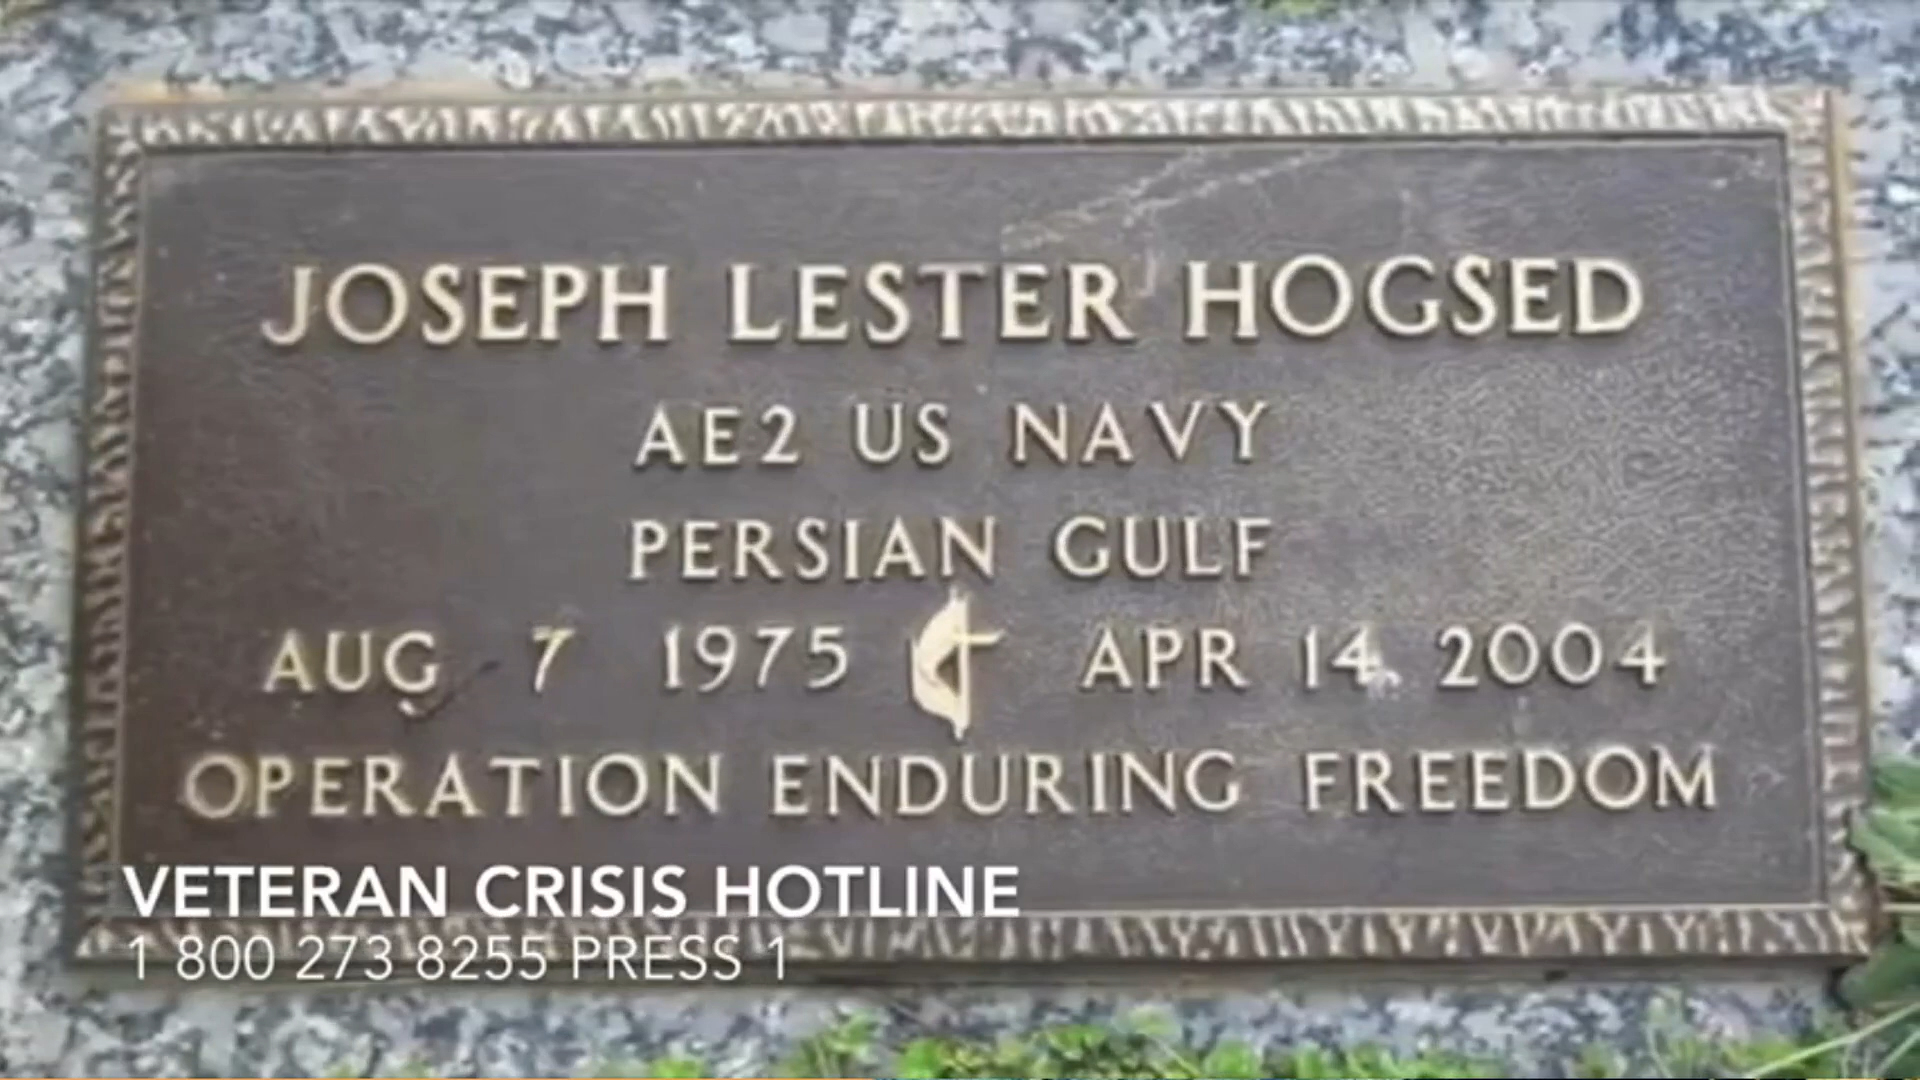 JOSEPH LESTER HOGSED
AE2 US NAVY
PERSIAN GULF
AUG 7 1975 APR 14 2004
OPERATION ENDURING FREEDOM
VETERAN CRISIS HOTLINE
1 800 273 8255 PRESS 1